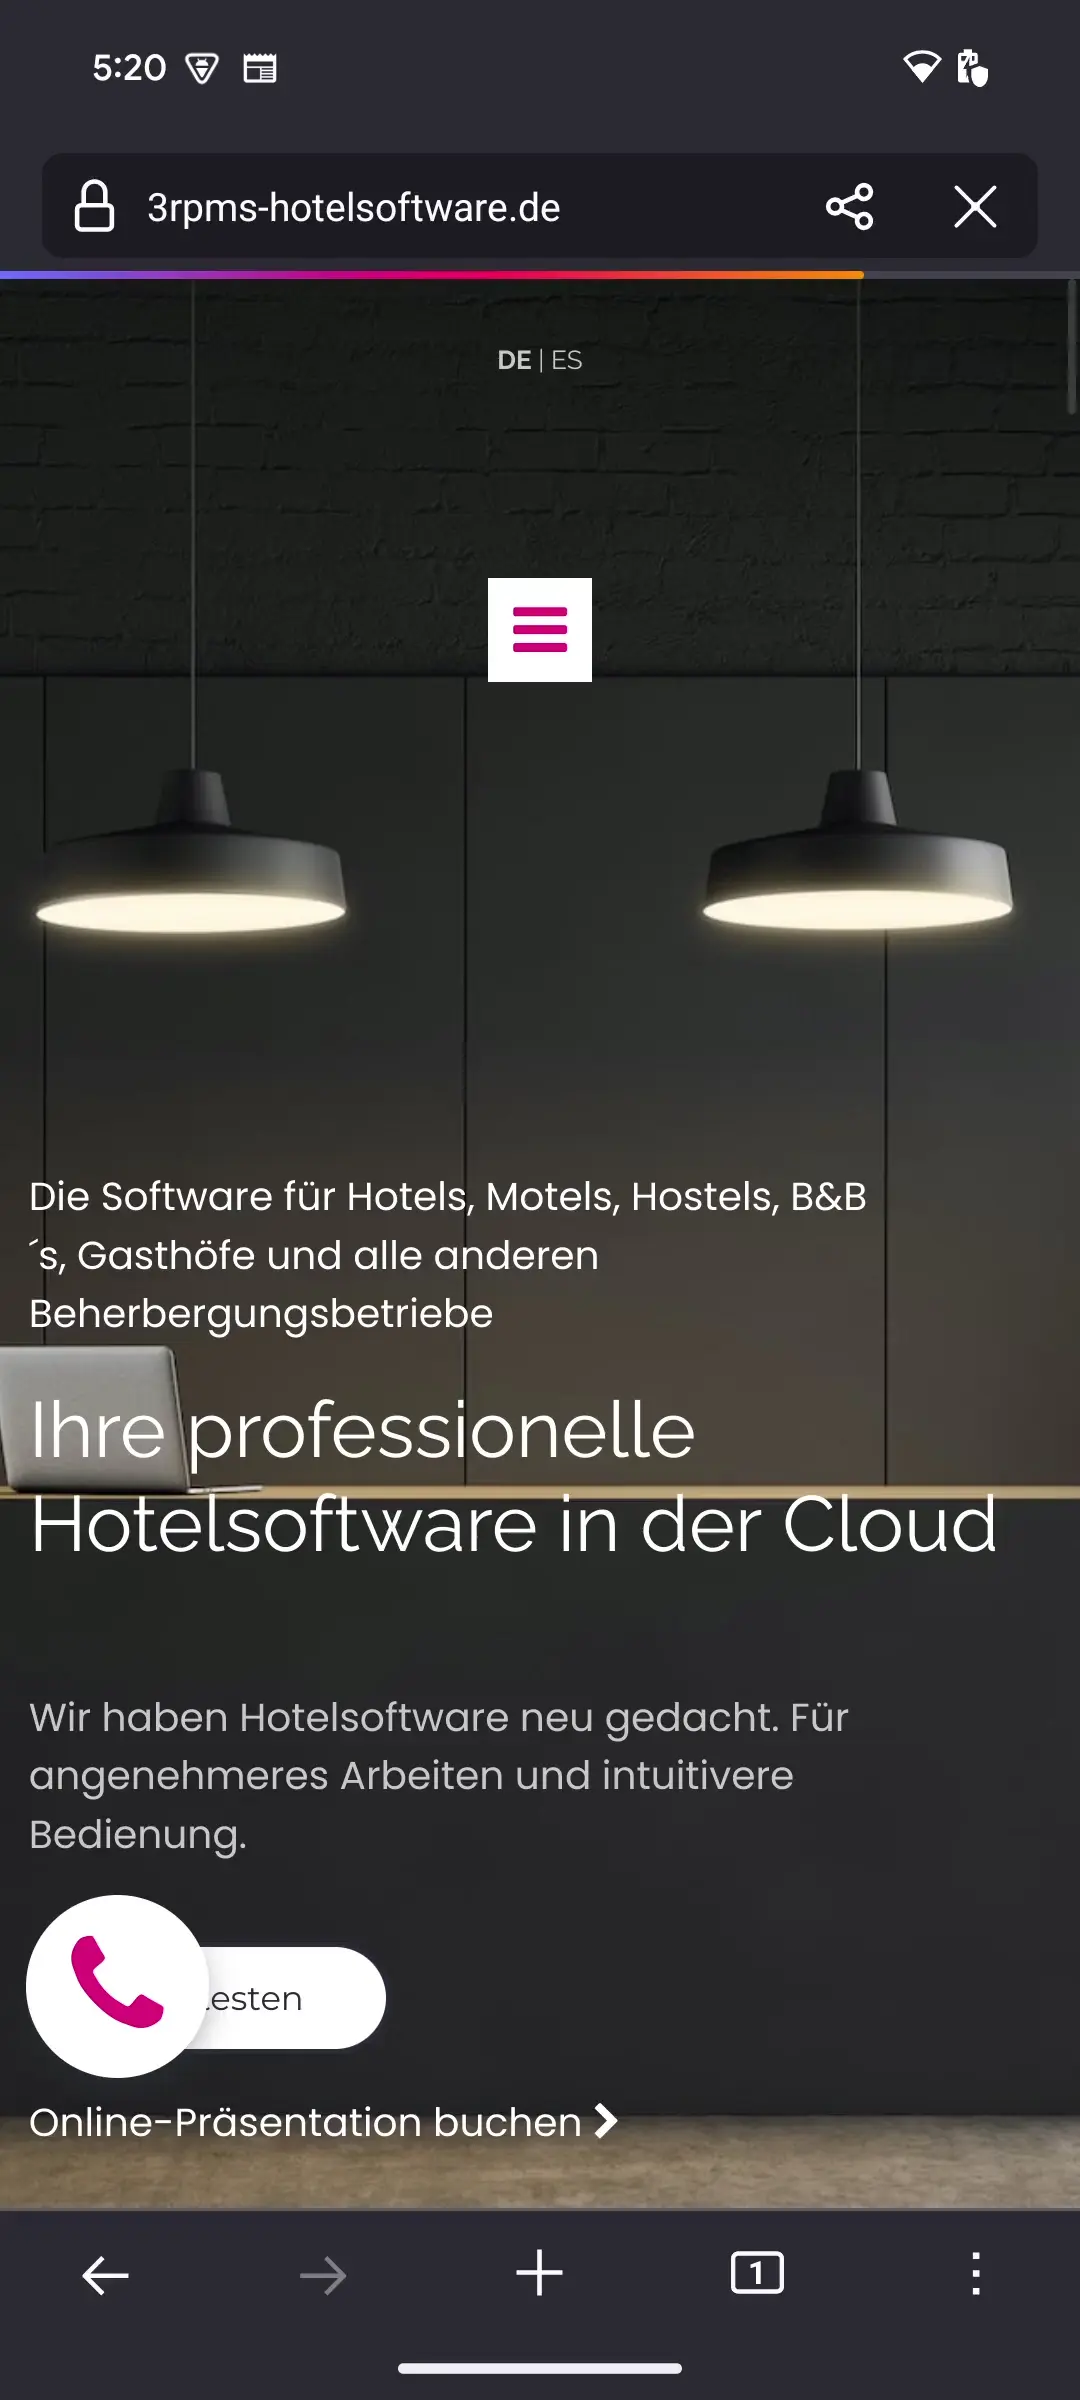 5:20
3rpms-hotelsoftware.de
DE | ES
Die Software für Hotels, Motels, Hostels, B&B
´s, Gasthöfe und alle anderen
Beherbergungsbetriebe
Ihre professionelle
Hotelsoftware in der Cloud
Wir haben Hotelsoftware neu gedacht. Für
angenehmeres Arbeiten und intuitivere
Bedienung.
Online-Präsentation buchen
1